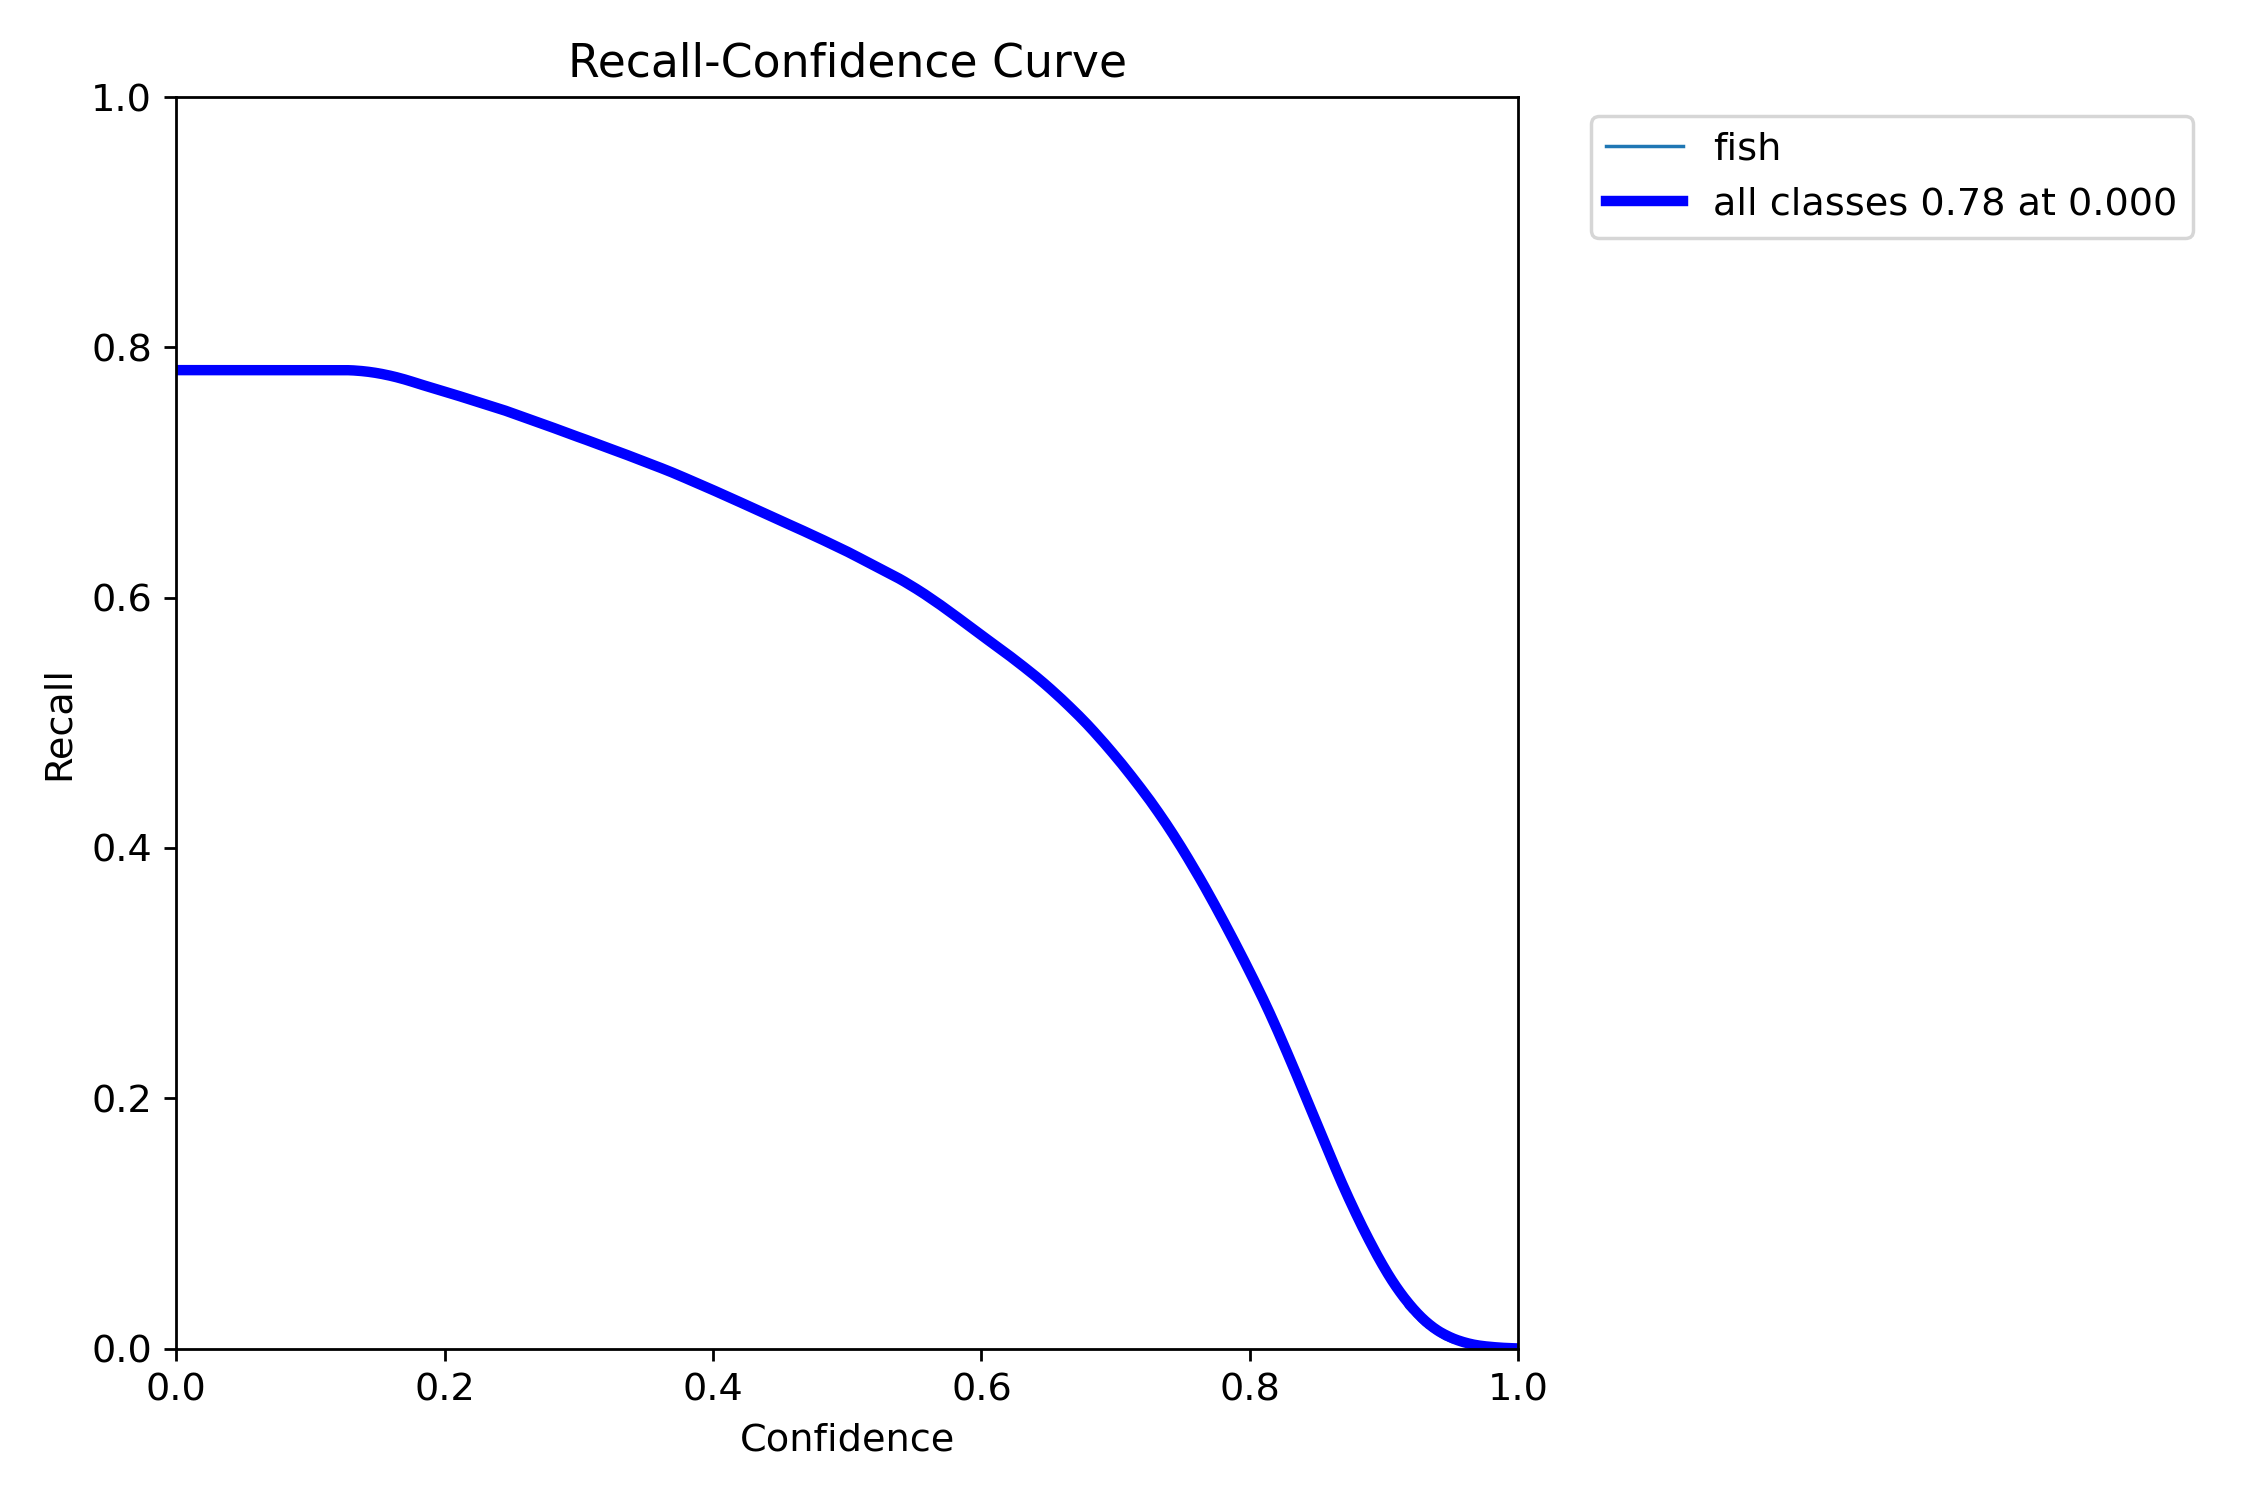 Recall-Confidence Curve
1.0
0.8
0.6
0.4
0.2
0.0
Recall
0.0 0.2 0.4 0.6 0.8 1.0
Confidence
fish
all classes 0.78 at 0.000